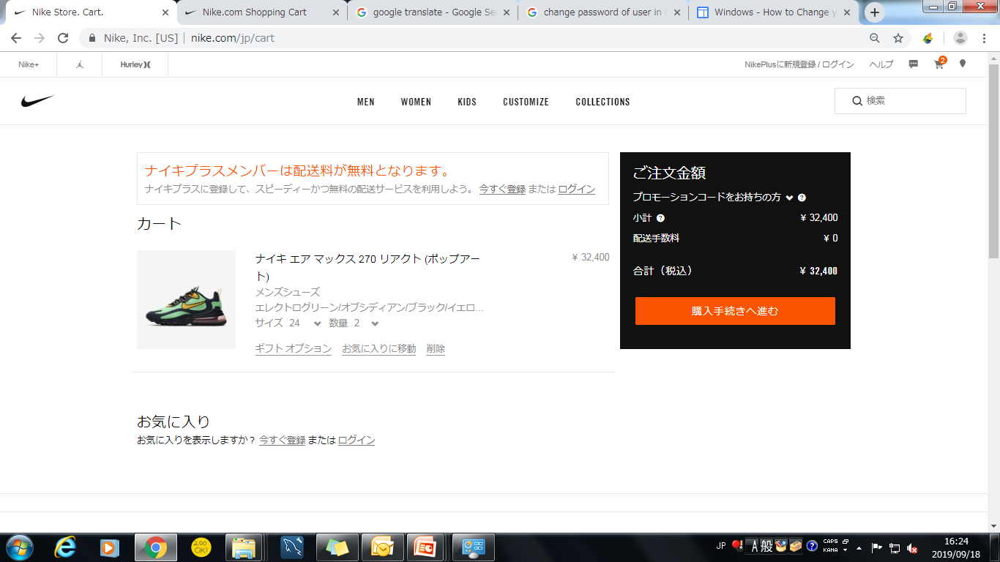 Nike Store. Cart.
Nike.com Shopping Cart
google translate - Google Se
change password of user in
Windows - How to Change y
Nike, Inc. [US] | nike.com/jp/cart
Nike+
Hurley
NikePlusに新規登録 / ログイン
ヘルプ
2
MEN WOMEN KIDS CUSTOMIZE COLLECTIONS
検索
ナイキプラスメンバーは配送料が無料となります。
ナイキプラスに登録して、スピーディーかつ無料の配送サービスを利用しよう。 今すぐ登録 または ログイン
カート
ナイキ エア マックス 270 リアクト (ポップアー
ト)
¥ 32,400
メンズシューズ
エレクトログリーン/オブシディアン/ブラック/イエロ...
サイズ 24 数量 2
ギフト オプション お気に入りに移動 削除
ご注文金額
プロモーションコードをお持ちの方 ?
小計 ? ¥ 32,400
配送手数料 ¥ 0
合計（税込） ¥ 32,400
購入手続きへ進む
お気に入り
お気に入りを表示しますか？ 今すぐ登録 または ログイン
JP A 般 ? CAPS
KANA
16:24
2019/09/18